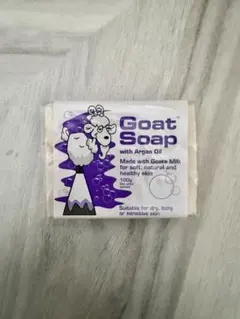 Goat
Soap
with Argan Oil
Made with Goats Milk
for soft, natural and
healthy skin
100g
Suitable for dry, itchy
or sensitive skin